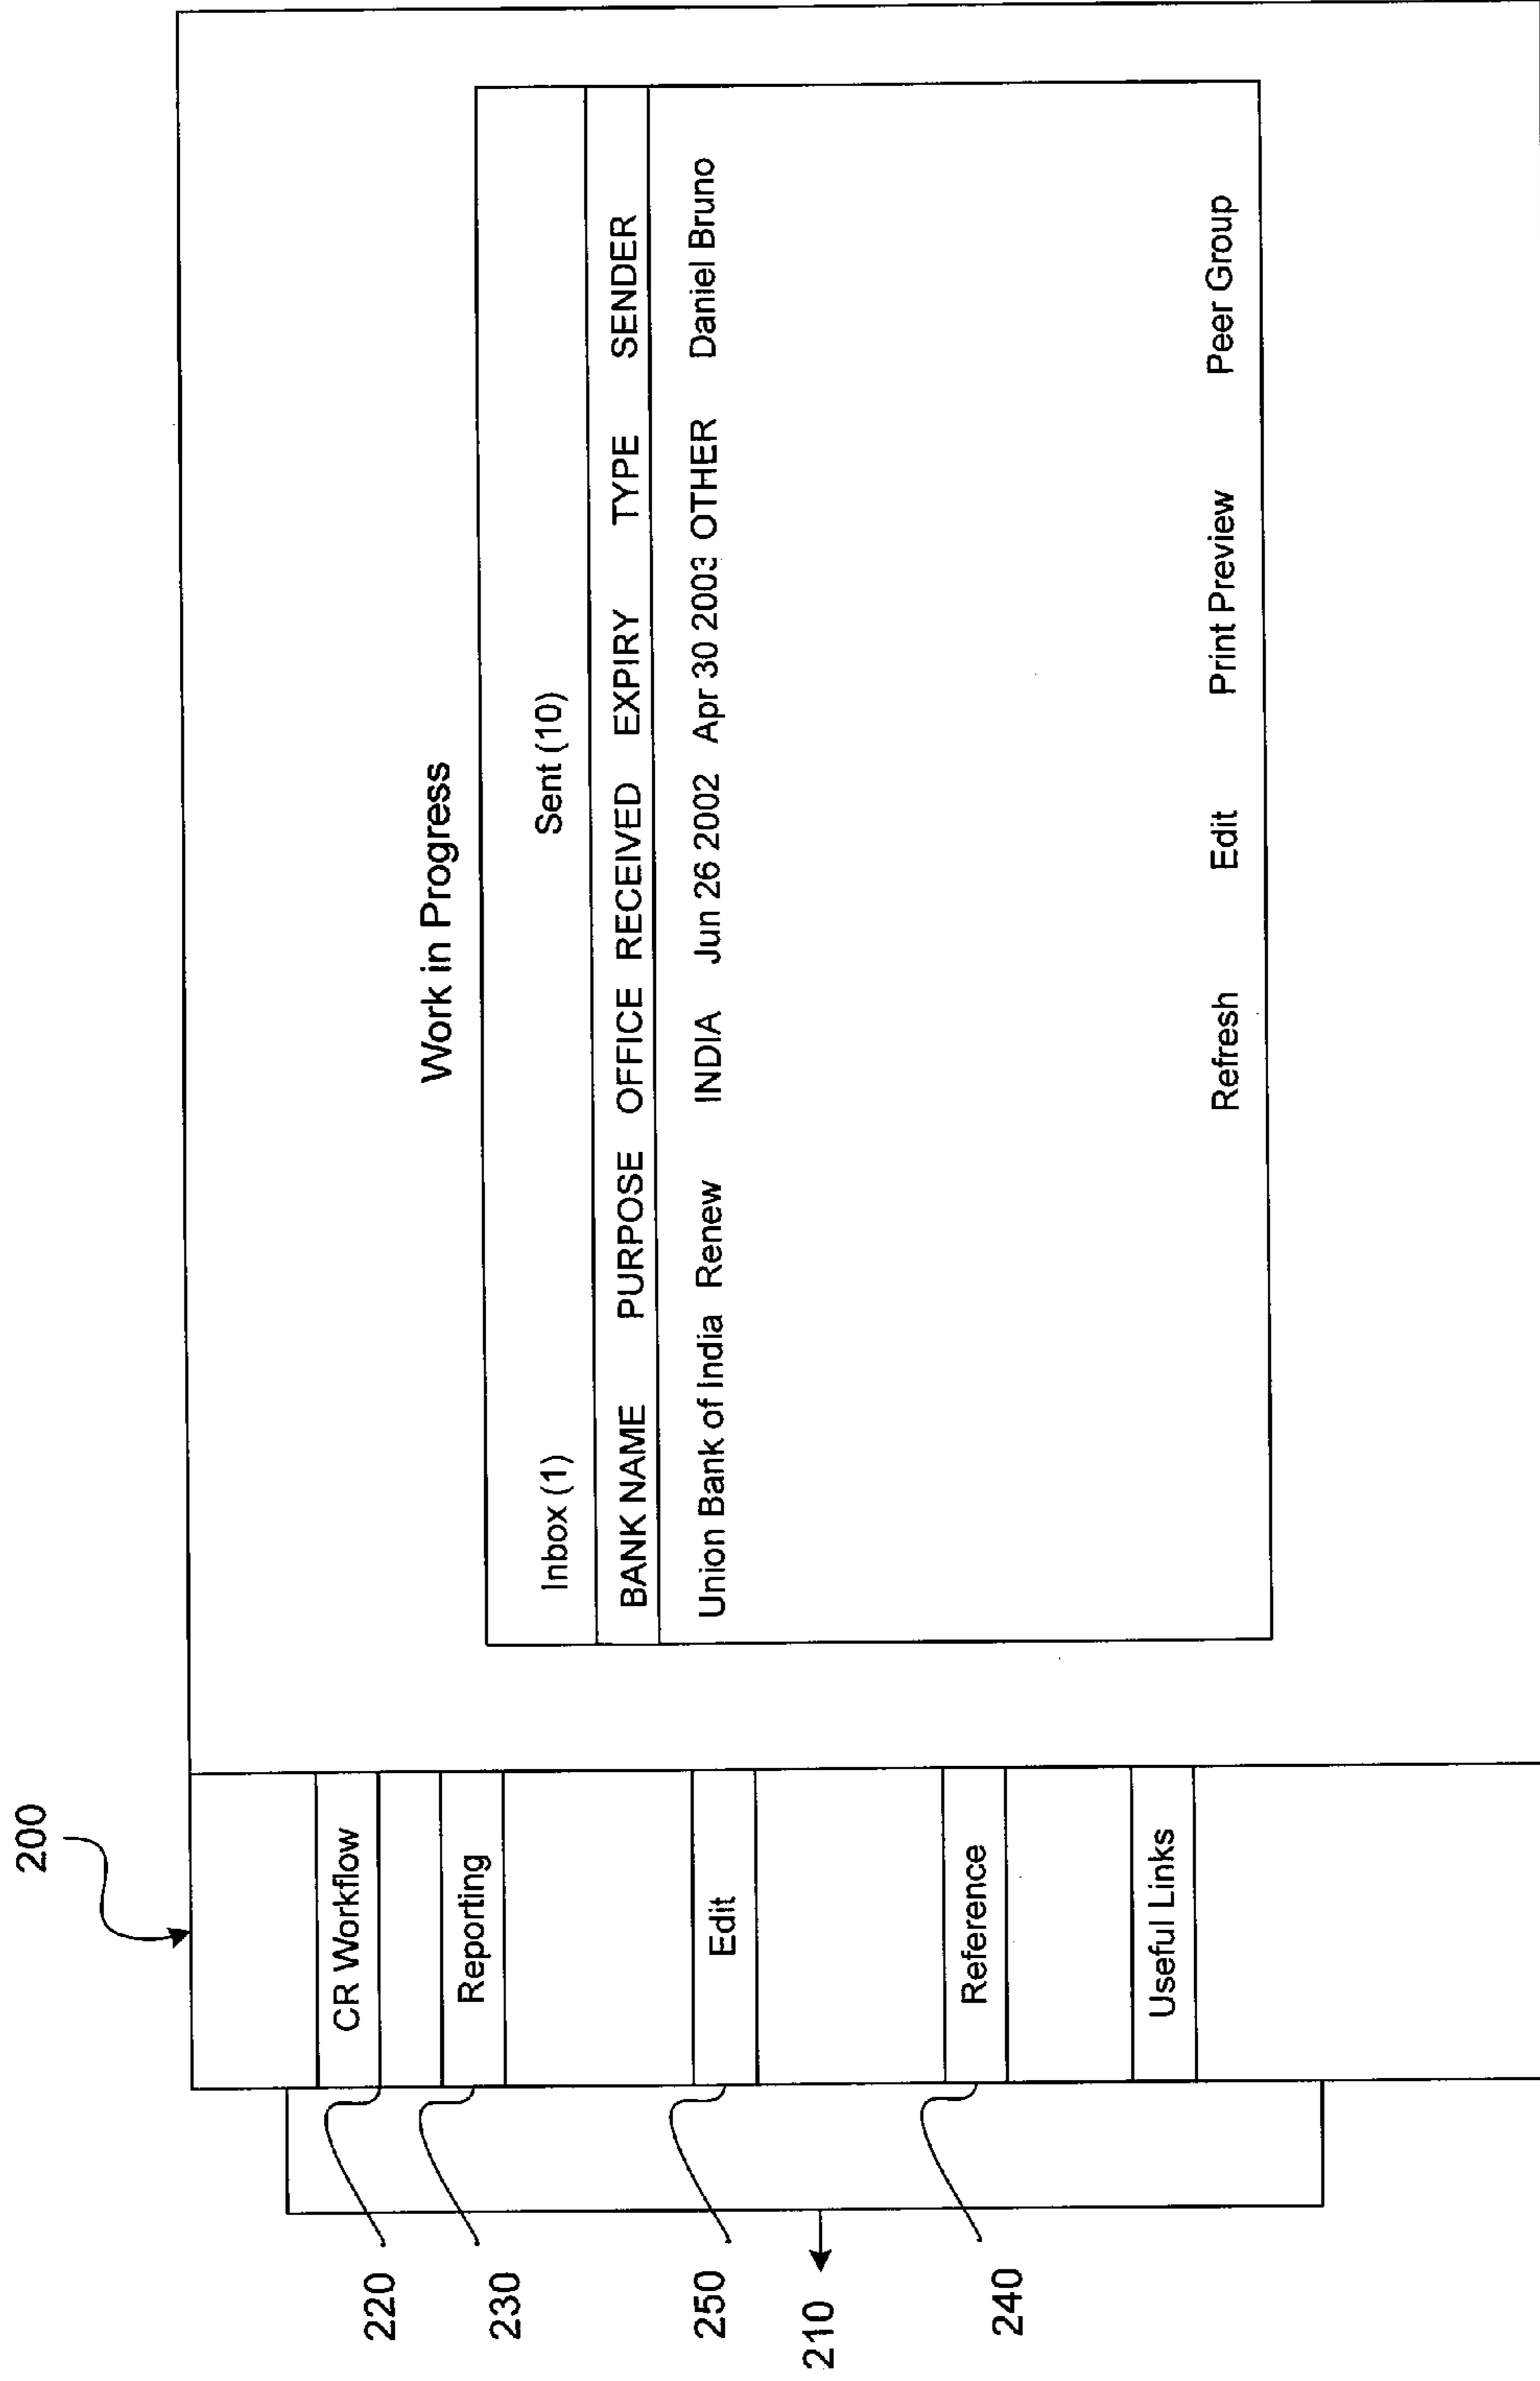 200
Work in Progress
CR Workflow
220
Inbox (1) Sent (10)
Reporting
230
BANK NAME PURPOSE OFFICE RECEIVED EXPIRY TYPE SENDER
Union Bank of India Renew INDIA Jun 26 2002 Apr 30 2003 OTHER Daniel Bruno
Edit
250
210
Reference
240
Useful Links
Refresh Edit Print Preview Peer Group